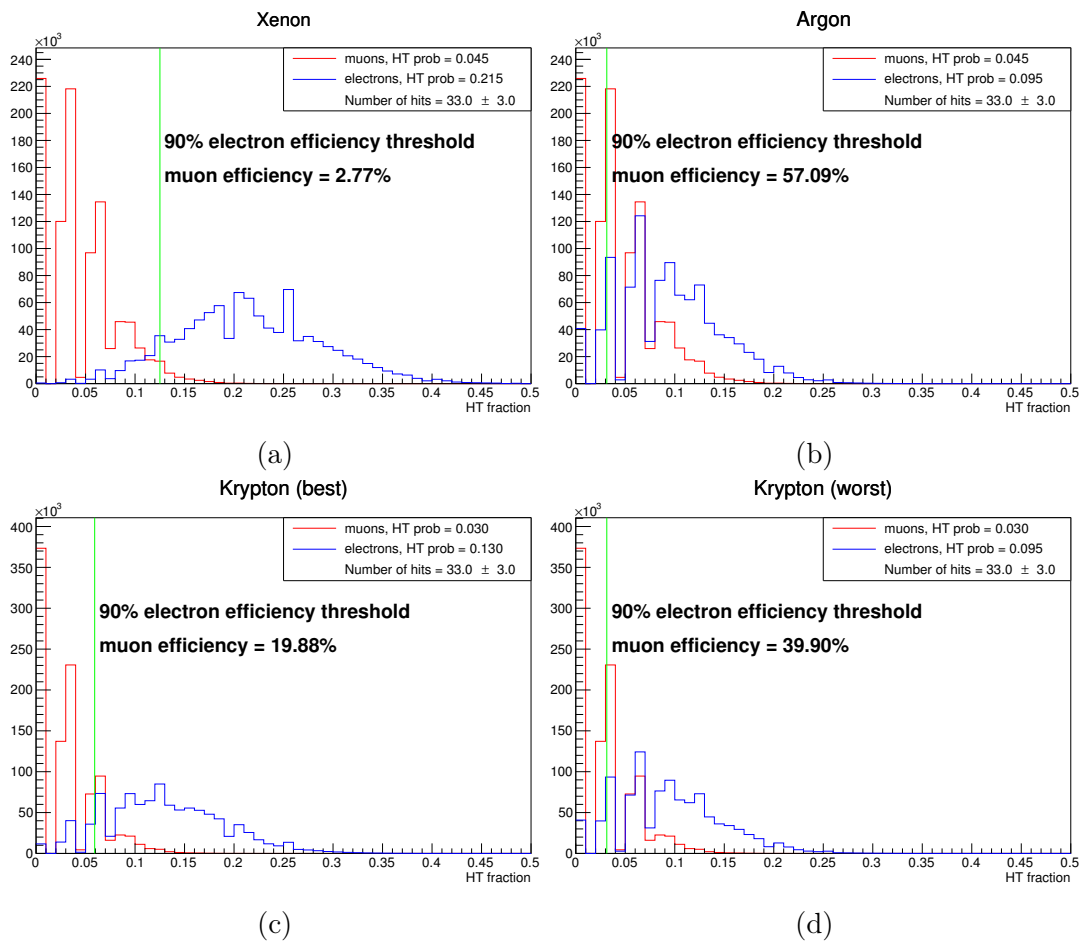 Xenon
×10³
240
220
200
180
160
140
120
100
80
60
40
20
0
muons, HT prob = 0.045
electrons, HT prob = 0.215
Number of hits = 33.0 ± 3.0
90% electron efficiency threshold
muon efficiency = 2.77%
0 0.05 0.1 0.15 0.2 0.25 0.3 0.35 0.4 0.45 0.5
HT fraction
(a)
Argon
×10³
240
220
200
180
160
140
120
100
80
60
40
20
0
muons, HT prob = 0.045
electrons, HT prob = 0.095
Number of hits = 33.0 ± 3.0
90% electron efficiency threshold
muon efficiency = 57.09%
0 0.05 0.1 0.15 0.2 0.25 0.3 0.35 0.4 0.45 0.5
HT fraction
(b)
Krypton (best)
×10³
400
350
300
250
200
150
100
50
0
muons, HT prob = 0.030
electrons, HT prob = 0.130
Number of hits = 33.0 ± 3.0
90% electron efficiency threshold
muon efficiency = 19.88%
0 0.05 0.1 0.15 0.2 0.25 0.3 0.35 0.4 0.45 0.5
HT fraction
(c)
Krypton (worst)
×10³
400
350
300
250
200
150
100
50
0
muons, HT prob = 0.030
electrons, HT prob = 0.095
Number of hits = 33.0 ± 3.0
90% electron efficiency threshold
muon efficiency = 39.90%
0 0.05 0.1 0.15 0.2 0.25 0.3 0.35 0.4 0.45 0.5
HT fraction
(d)